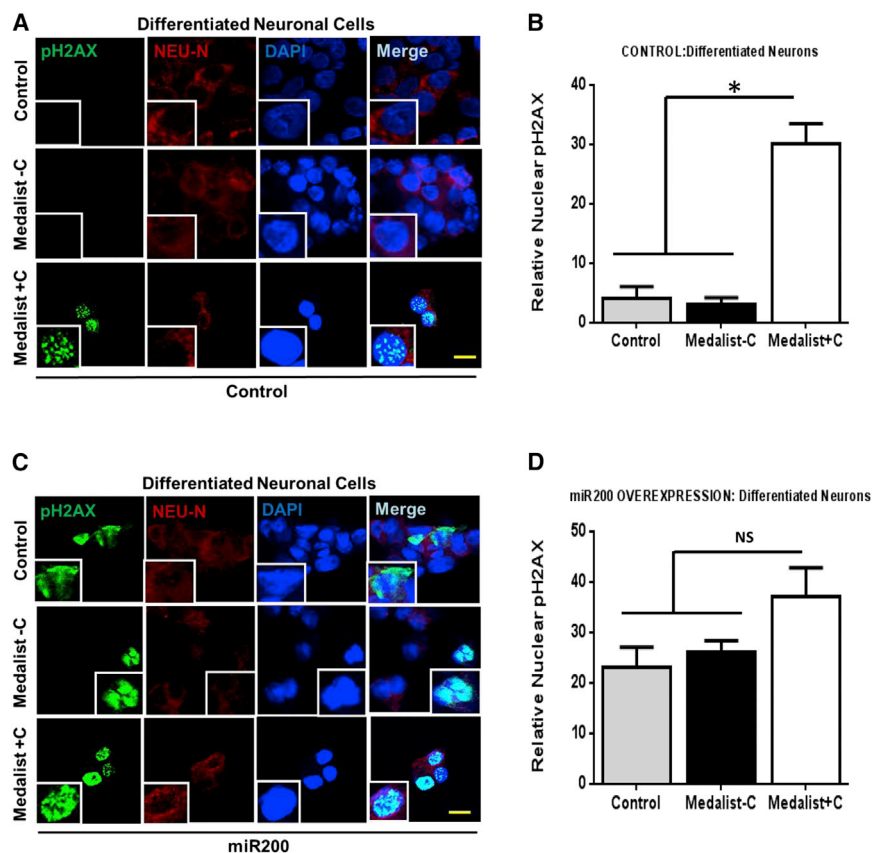 A
Differentiated Neuronal Cells
pH2AX NEU-N DAPI Merge
Control
Medalist -C
Medalist +C
Control
B
CONTROL:Differentiated Neurons
Relative Nuclear pH2AX
40
30
20
10
0
*
Control Medalist-C Medalist+C
C
Differentiated Neuronal Cells
pH2AX NEU-N DAPI Merge
Control
Medalist -C
Medalist +C
miR200
D
miR200 OVEREXPRESSION: Differentiated Neurons
Relative Nuclear pH2AX
50
40
30
20
10
0
NS
Control Medalist-C Medalist+C